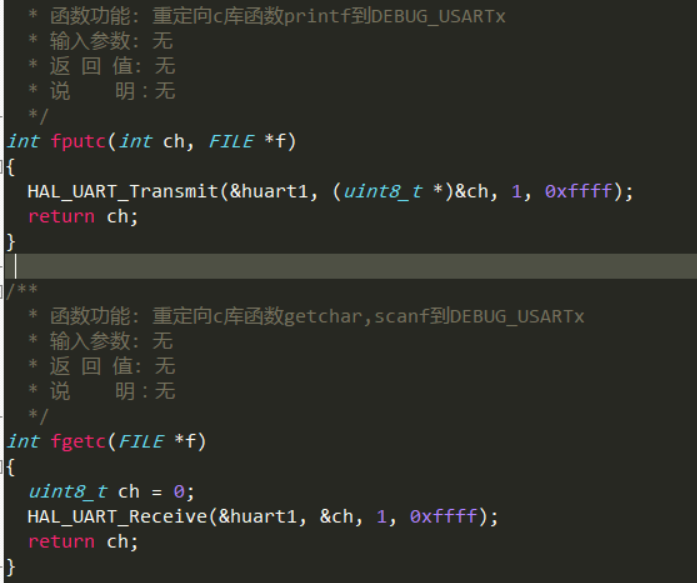 * 函数功能: 重定向c库函数printf到DEBUG_USARTx
* 输入参数: 无
* 返 回 值: 无
* 说    明：无
*/
int fputc(int ch, FILE *f)
{
  HAL_UART_Transmit(&huart1, (uint8_t *)&ch, 1, 0xffff);
  return ch;
}
/**
* 函数功能: 重定向c库函数getchar,scanf到DEBUG_USARTx
* 输入参数: 无
* 返 回 值: 无
* 说    明：无
*/
int fgetc(FILE *f)
{
  uint8_t ch = 0;
  HAL_UART_Receive(&huart1, &ch, 1, 0xffff);
  return ch;
}